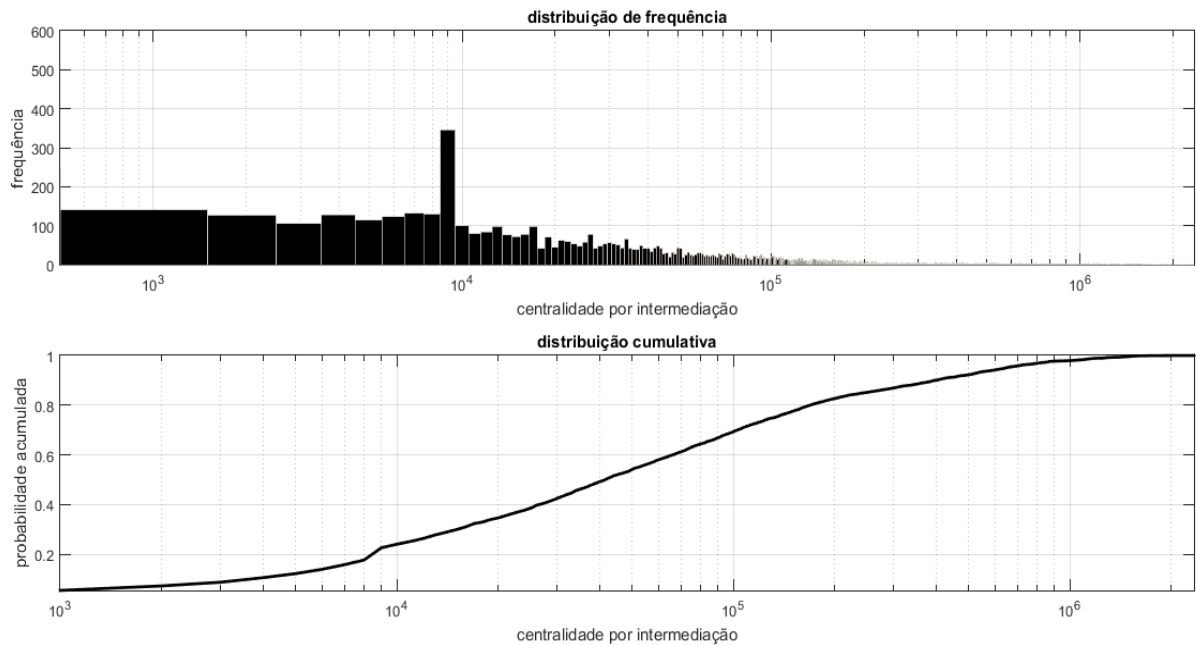 distribuição de frequência
600
500
400
300
200
100
0
frequência
10³ 10⁴ 10⁵ 10⁶
centralidade por intermediação
distribuição cumulativa
1
0.8
0.6
0.4
0.2
probabilidade acumulada
10³ 10⁴ 10⁵ 10⁶
centralidade por intermediação